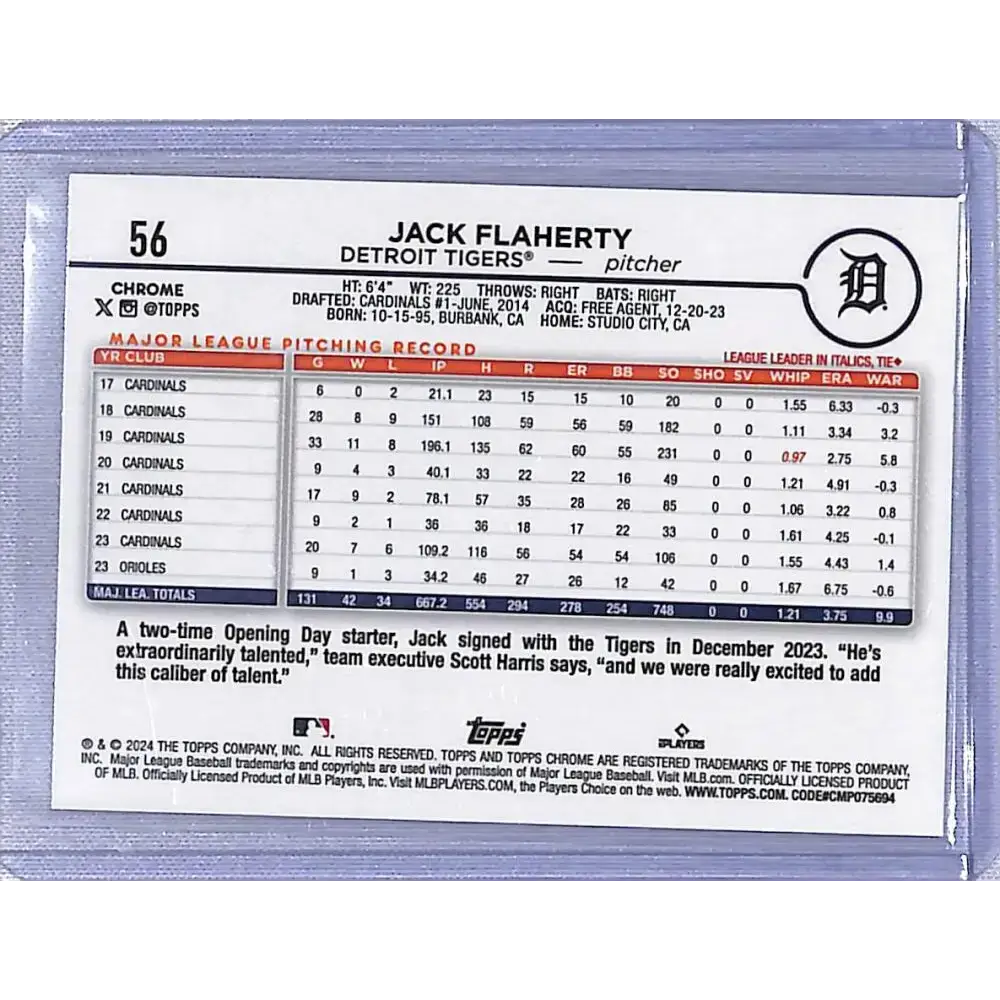 56
JACK FLAHERTY
DETROIT TIGERS® — pitcher
CHROME
@TOPPS
HT: 6'4" WT: 225 THROWS: RIGHT BATS: RIGHT
DRAFTED: CARDINALS #1-JUNE, 2014 ACQ: FREE AGENT, 12-20-23
BORN: 10-15-95, BURBANK, CA HOME: STUDIO CITY, CA
D
MAJOR LEAGUE PITCHING RECORD
LEAGUE LEADER IN ITALICS, TIE◆
YR CLUB G W L IP H R ER BB SO SHO SV WHIP ERA WAR
17 CARDINALS 6 0 2 21.1 23 15 15 10 20 0 0 1.55 6.33 -0.3
18 CARDINALS 28 8 9 151 108 59 56 59 182 0 0 1.11 3.34 3.2
19 CARDINALS 33 11 8 196.1 135 62 60 55 231 0 0 0.97 2.75 5.8
20 CARDINALS 9 4 3 40.1 33 22 22 16 49 0 0 1.21 4.91 -0.3
21 CARDINALS 17 9 2 78.1 57 35 28 26 85 0 0 1.06 3.22 0.8
22 CARDINALS 9 2 1 36 36 18 17 22 33 0 0 1.61 4.25 -0.1
23 CARDINALS 20 7 6 109.2 116 56 54 54 106 0 0 1.55 4.43 1.4
23 ORIOLES 9 1 3 34.2 46 27 26 12 42 0 0 1.67 6.75 -0.6
MAJ. LEA. TOTALS 131 42 34 667.2 554 294 278 254 748 0 0 1.21 3.75 9.9
A two-time Opening Day starter, Jack signed with the Tigers in December 2023. “He’s
extraordinarily talented,” team executive Scott Harris says, “and we were really excited to add
this caliber of talent.”
topps
PLAYERS
® & © 2024 THE TOPPS COMPANY, INC. ALL RIGHTS RESERVED. TOPPS AND TOPPS CHROME ARE REGISTERED TRADEMARKS OF THE TOPPS COMPANY,
INC. Major League Baseball trademarks and copyrights are used with permission of Major League Baseball. Visit MLB.com. OFFICIALLY LICENSED PRODUCT
OF MLB. Officially Licensed Product of MLB Players, Inc. Visit MLBPLAYERS.COM, the Players Choice on the web. WWW.TOPPS.COM. CODE#CMP075694